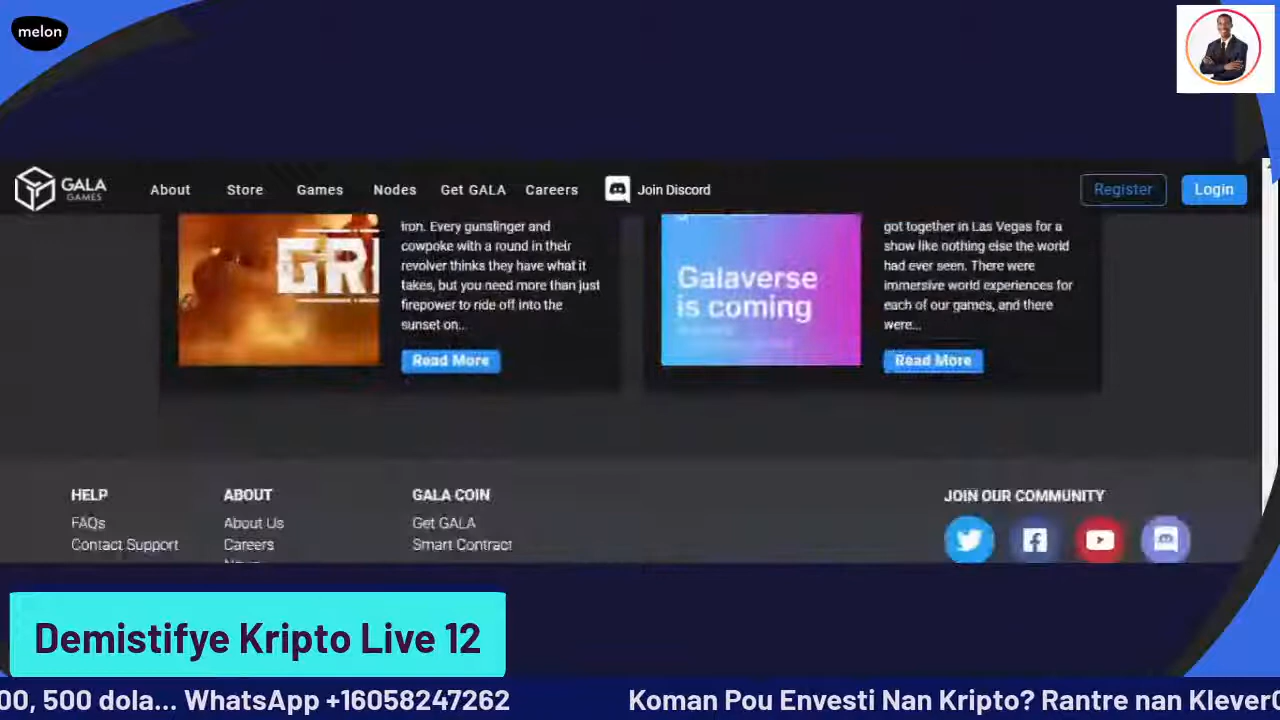 melon
GALA
GAMES
About Store Games Nodes Get GALA Careers Join Discord Register Login
iron. Every gunslinger and
cowpoke with a round in their
revolver thinks they have what it
takes, but you need more than just
firepower to ride off into the
sunset on...
Read More
GRI
Galaverse
is coming
got together in Las Vegas for a
show like nothing else the world
had ever seen. There were
immersive world experiences for
each of our games, and there
were...
Read More
HELP
FAQs
Contact Support
ABOUT
About Us
Careers
GALA COIN
Get GALA
Smart Contract
JOIN OUR COMMUNITY
Demistifye Kripto Live 12
00, 500 dola... WhatsApp +16058247262 Koman Pou Envesti Nan Kripto? Rantre nan Klever